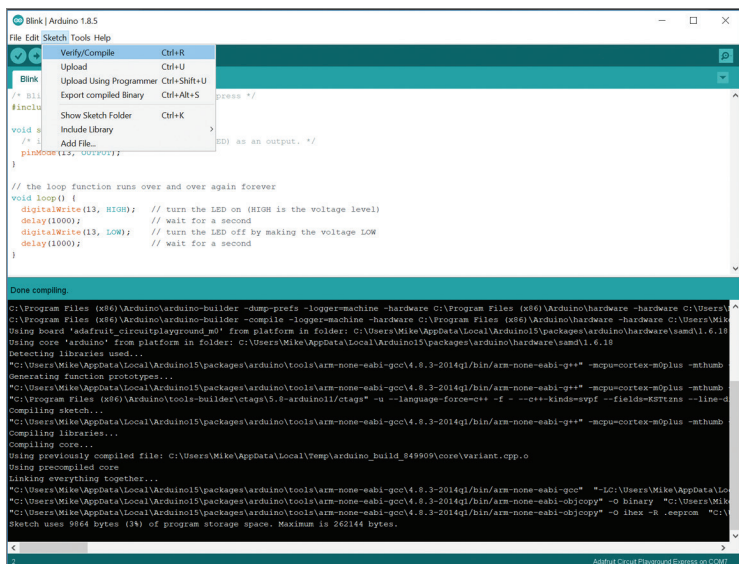 Blink | Arduino 1.8.5
File Edit Sketch Tools Help
Verify/Compile Ctrl+R
Upload Ctrl+U
Upload Using Programmer Ctrl+Shift+U
Export compiled Binary Ctrl+Alt+S
Show Sketch Folder Ctrl+K
Include Library
Add File...
Blink
/* Bli press */
#inclu
void s
/* i ED) as an output. */
pinMode(13, OUTPUT);
}
// the loop function runs over and over again forever
void loop() {
digitalWrite(13, HIGH); // turn the LED on (HIGH is the voltage level)
delay(1000); // wait for a second
digitalWrite(13, LOW); // turn the LED off by making the voltage LOW
delay(1000); // wait for a second
}
Done compiling.
C:\Program Files (x86)\Arduino\arduino-builder -dump-prefs -logger=machine -hardware C:\Program Files (x86)\Arduino\hardware -hardware C:\Users\
C:\Program Files (x86)\Arduino\arduino-builder -compile -logger=machine -hardware C:\Program Files (x86)\Arduino\hardware -hardware C:\Users\Mik
Using board 'adafruit_circuitplayground_m0' from platform in folder: C:\Users\Mike\AppData\Local\Arduino15\packages\arduino\hardware\samd\1.6.18
Using core 'arduino' from platform in folder: C:\Users\Mike\AppData\Local\Arduino15\packages\arduino\hardware\samd\1.6.18
Detecting libraries used...
"C:\Users\Mike\AppData\Local\Arduino15\packages\arduino\tools\arm-none-eabi-gcc\4.8.3-2014q1/bin/arm-none-eabi-g++" -mcpu=cortex-m0plus -mthumb
Generating function prototypes...
"C:\Users\Mike\AppData\Local\Arduino15\packages\arduino\tools\arm-none-eabi-gcc\4.8.3-2014q1/bin/arm-none-eabi-g++" -mcpu=cortex-m0plus -mthumb
"C:\Program Files (x86)\Arduino\tools-builder\ctags\5.8-arduino11/ctags" -u --language-force=c++ -f - --c++-kinds=svpf --fields=KSTtzns --line-d
Compiling sketch...
"C:\Users\Mike\AppData\Local\Arduino15\packages\arduino\tools\arm-none-eabi-gcc\4.8.3-2014q1/bin/arm-none-eabi-g++" -mcpu=cortex-m0plus -mthumb
Compiling libraries...
Compiling core...
Using previously compiled file: C:\Users\Mike\AppData\Local\Temp\arduino_build_849909\core\variant.cpp.o
Using precompiled core
Linking everything together...
"C:\Users\Mike\AppData\Local\Arduino15\packages\arduino\tools\arm-none-eabi-gcc\4.8.3-2014q1/bin/arm-none-eabi-gcc" "-LC:\Users\Mike\AppData\Lo
"C:\Users\Mike\AppData\Local\Arduino15\packages\arduino\tools\arm-none-eabi-gcc\4.8.3-2014q1/bin/arm-none-eabi-objcopy" -O binary "C:\Users\Mike
"C:\Users\Mike\AppData\Local\Arduino15\packages\arduino\tools\arm-none-eabi-gcc\4.8.3-2014q1/bin/arm-none-eabi-objcopy" -O ihex -R .eeprom "C:\
Sketch uses 9864 bytes (3%) of program storage space. Maximum is 262144 bytes.
2
Adafruit Circuit Playground Express on COM7